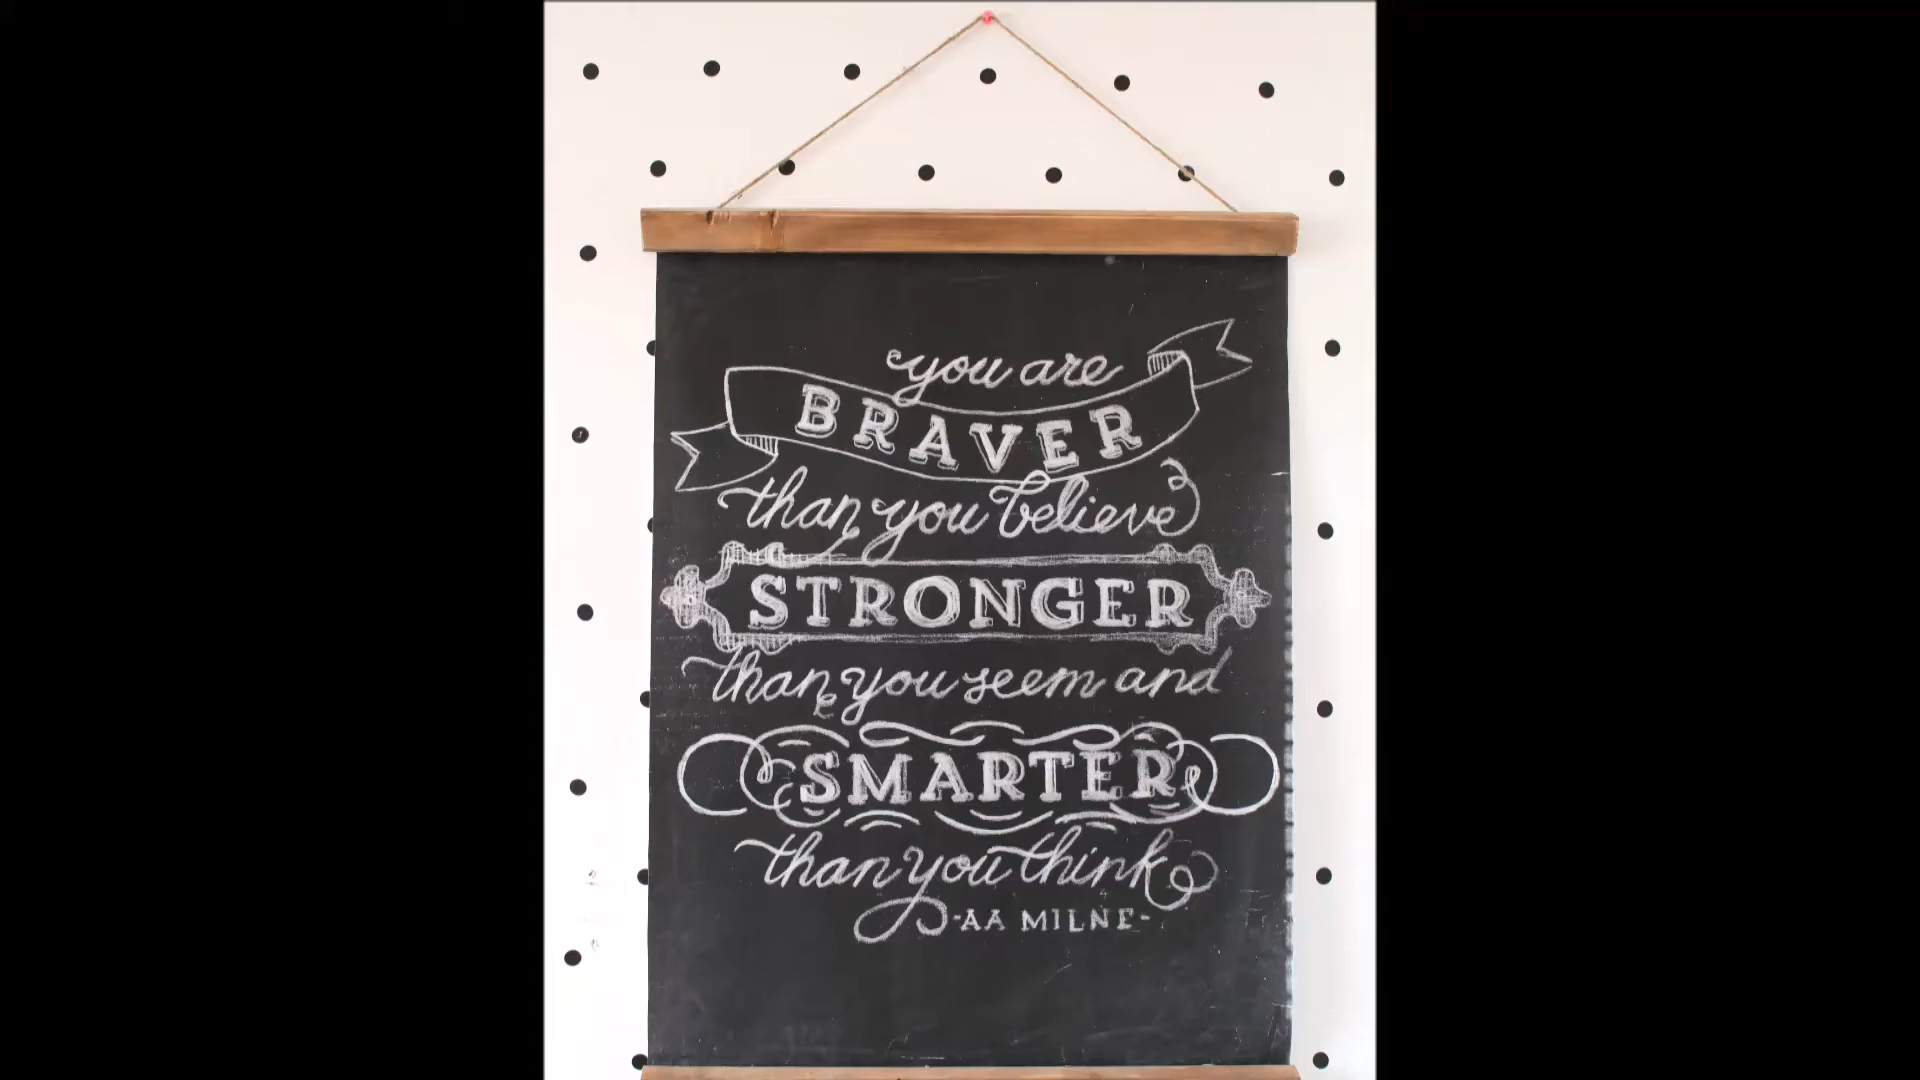 you are
BRAVER
than you believe
STRONGER
than you seem and
SMARTER
than you think
-AA MILNE-